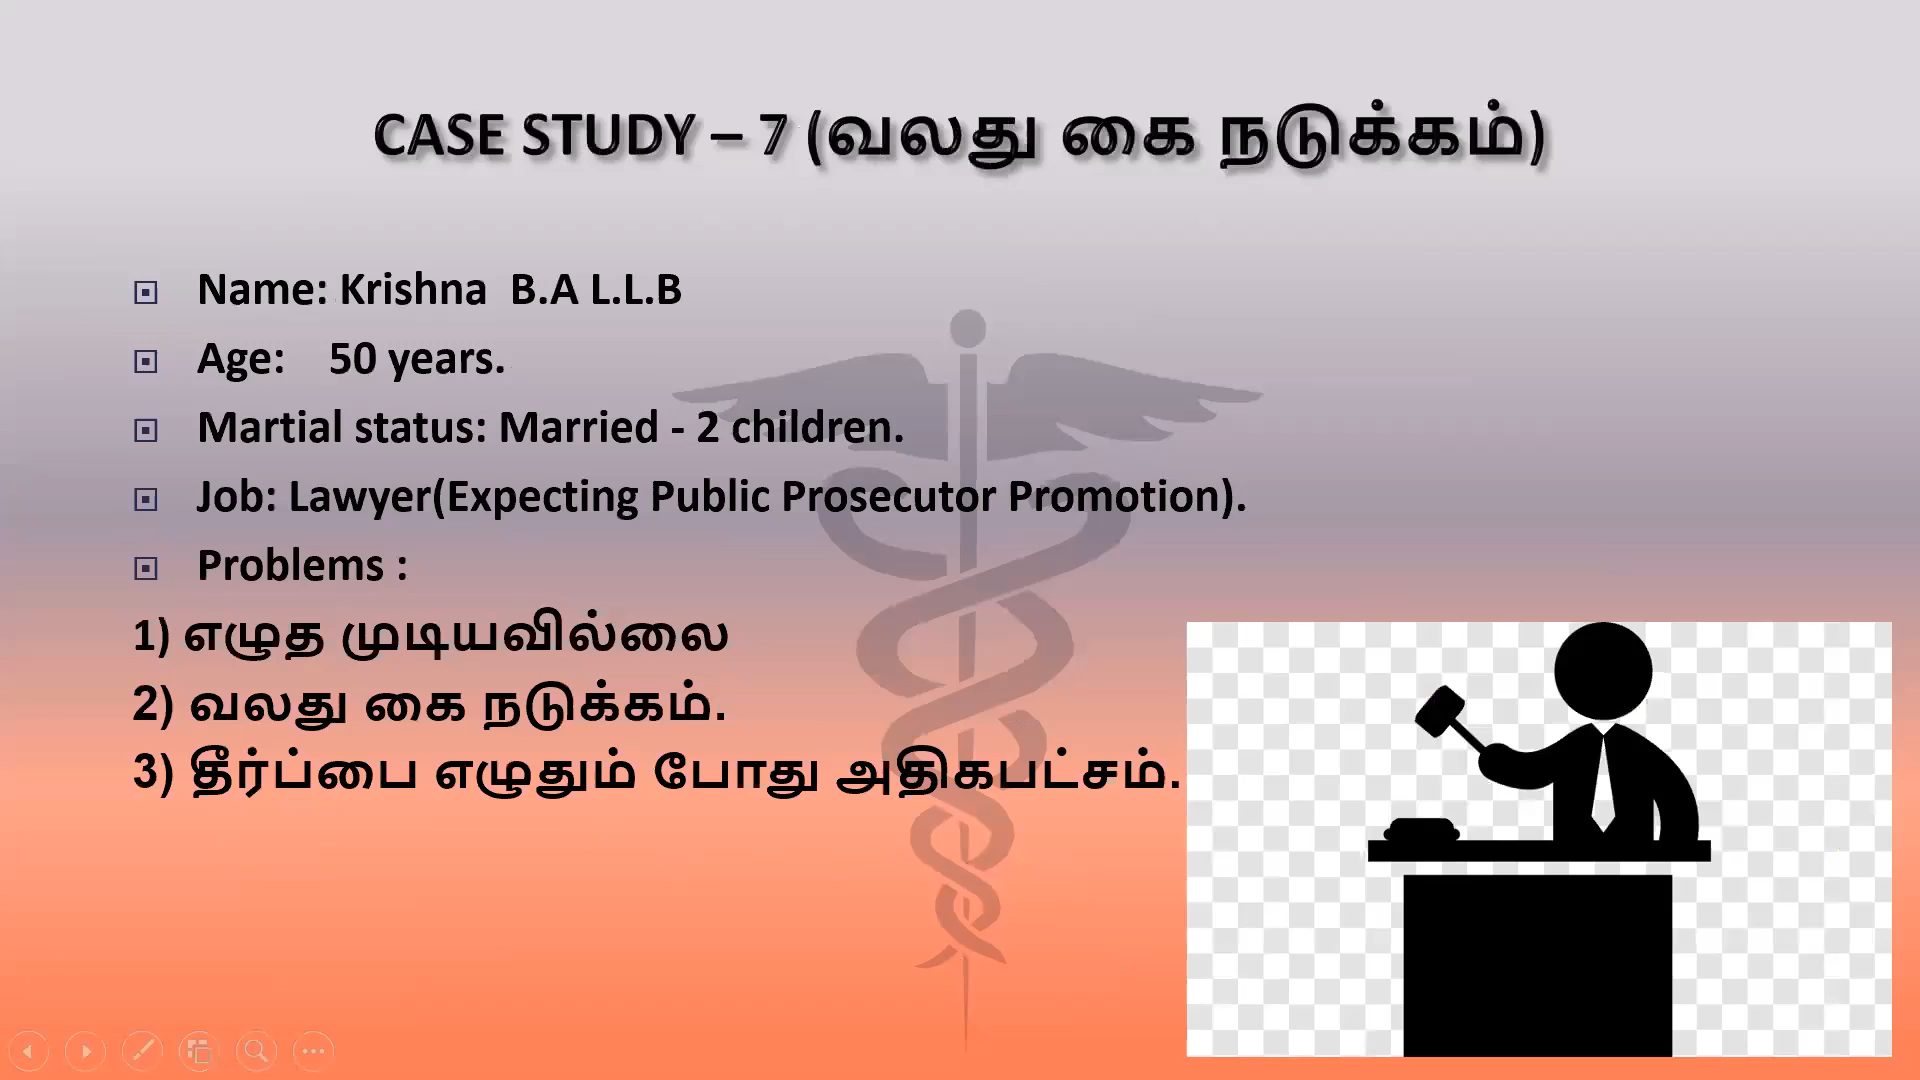 CASE STUDY – 7 (வலது கை நடுக்கம்)
Name: Krishna B.A L.L.B
Age: 50 years.
Martial status: Married - 2 children.
Job: Lawyer(Expecting Public Prosecutor Promotion).
Problems :
1) எழுத முடியவில்லை
2) வலது கை நடுக்கம்.
3) தீர்ப்பை எழுதும் போது அதிகபட்சம்.